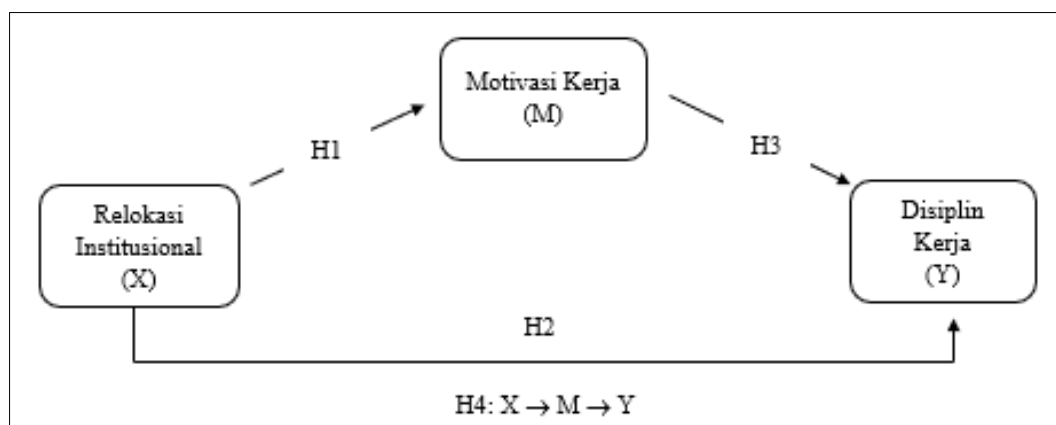 Motivasi Kerja
(M)
H1
H3
Relokasi
Institusional
(X)
Disiplin
Kerja
(Y)
H2
H4: X → M → Y